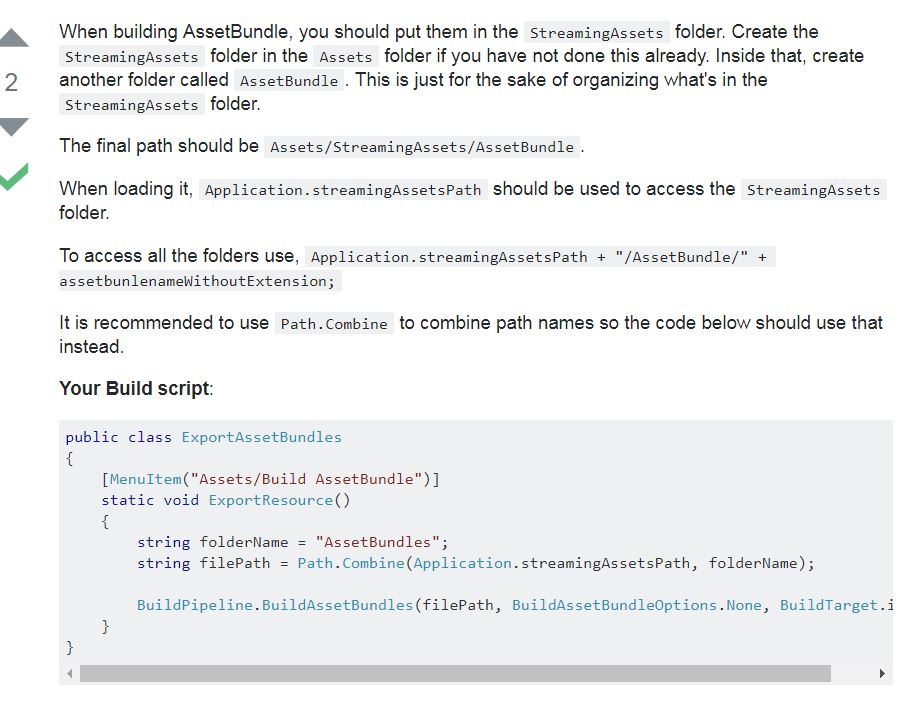 When building AssetBundle, you should put them in the StreamingAssets folder. Create the
StreamingAssets folder in the Assets folder if you have not done this already. Inside that, create
2
another folder called AssetBundle . This is just for the sake of organizing what's in the
StreamingAssets folder.
The final path should be Assets/StreamingAssets/AssetBundle .
When loading it, Application.streamingAssetsPath should be used to access the StreamingAssets
folder.
To access all the folders use, Application.streamingAssetsPath + "/AssetBundle/" +
assetbunlenameWithoutExtension;
It is recommended to use Path.Combine to combine path names so the code below should use that
instead.
Your Build script:
public class ExportAssetBundles
{
    [MenuItem("Assets/Build AssetBundle")]
    static void ExportResource()
    {
        string folderName = "AssetBundles";
        string filePath = Path.Combine(Application.streamingAssetsPath, folderName);
        BuildPipeline.BuildAssetBundles(filePath, BuildAssetBundleOptions.None, BuildTarget.i
    }
}